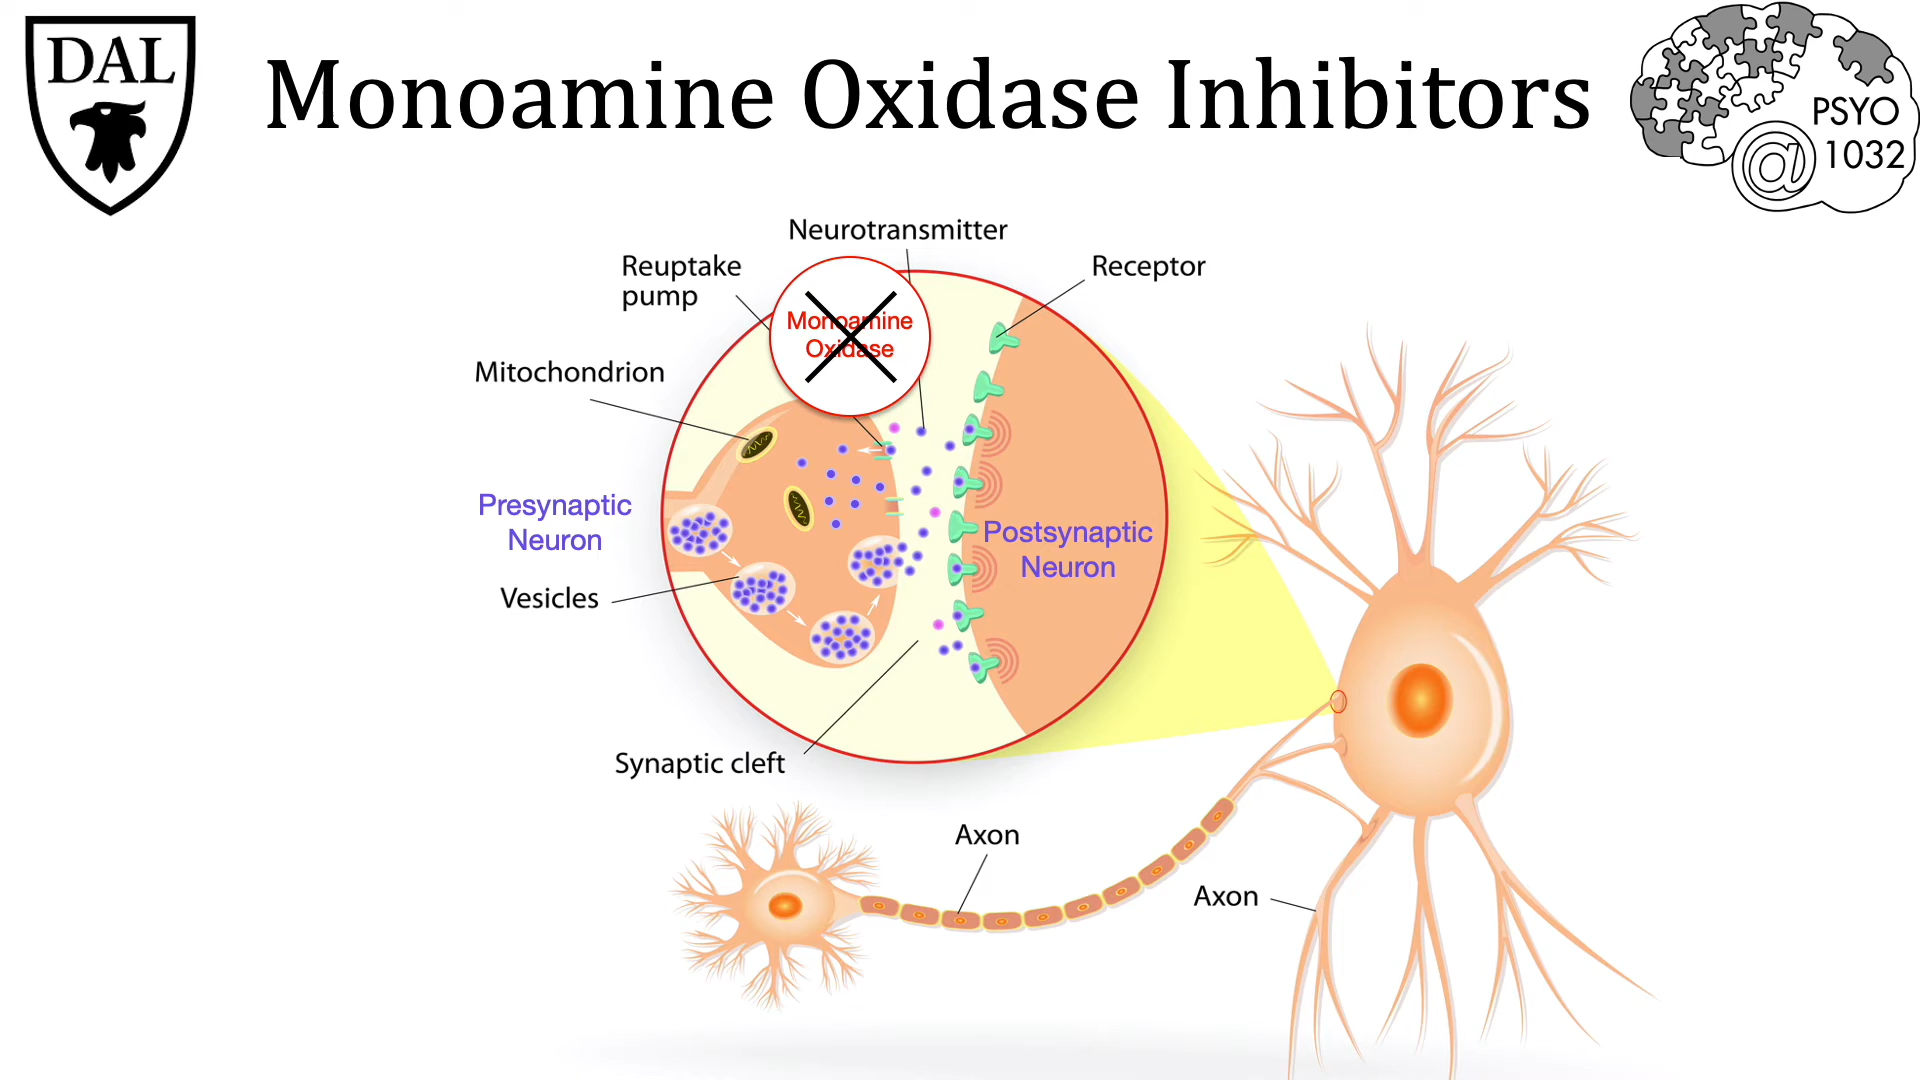 DAL
Monoamine Oxidase Inhibitors
PSYO
@ 1032
Neurotransmitter
Reuptake
pump
Receptor
Monoamine
Oxidase
Mitochondrion
Presynaptic
Neuron
Postsynaptic
Neuron
Vesicles
Synaptic cleft
Axon
Axon